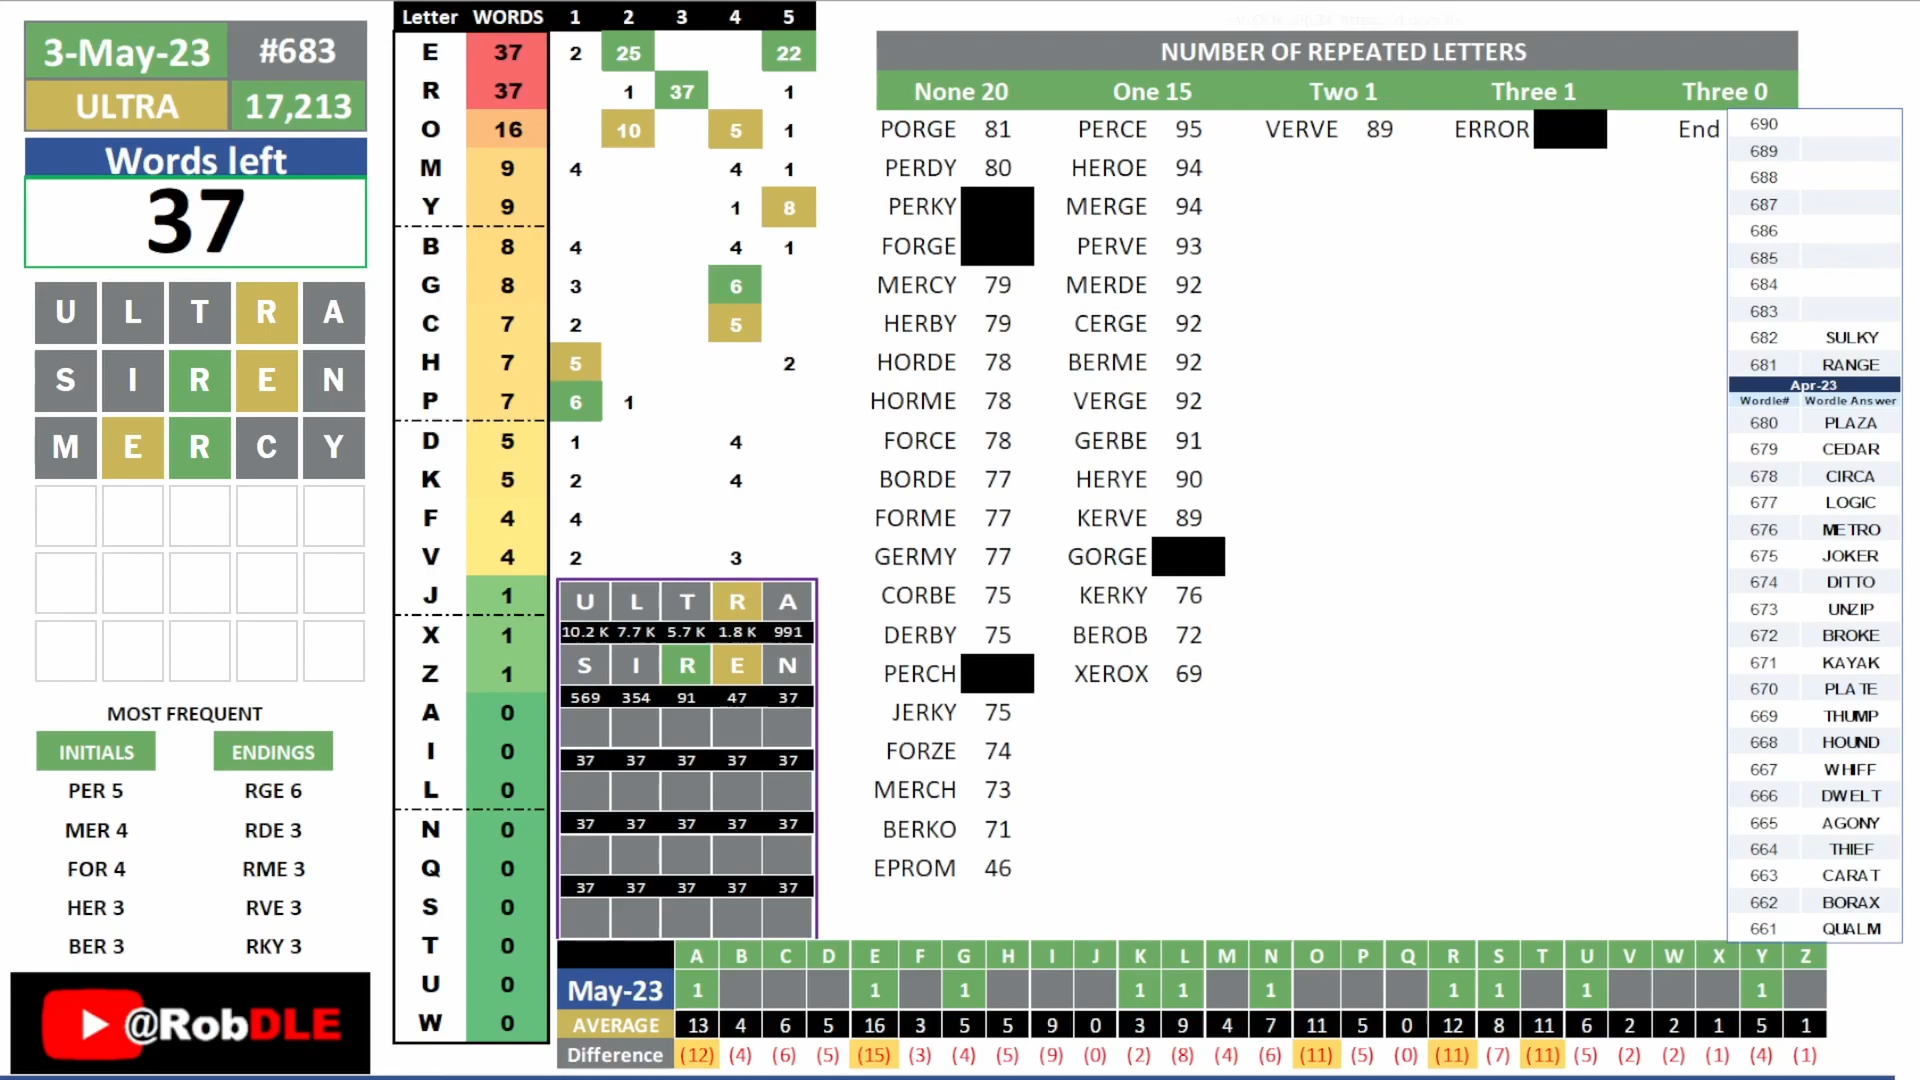 3-May-23 #683
ULTRA 17,213
Words left
37
U L T R A
S I R E N
M E R C Y
MOST FREQUENT
INITIALS ENDINGS
PER 5 RGE 6
MER 4 RDE 3
FOR 4 RME 3
HER 3 RVE 3
BER 3 RKY 3
@RobDLE
Letter WORDS 1 2 3 4 5
E 37 2 25 22
R 37 1 37 1
O 16 10 5 1
M 9 4 4 1
Y 9 1 8
B 8 4 4 1
G 8 3 6
C 7 2 5
H 7 5 2
P 7 6 1
D 5 1 4
K 5 2 4
F 4 4
V 4 2 3
J 1
X 1
Z 1
A 0
I 0
L 0
N 0
Q 0
S 0
T 0
U 0
W 0
U L T R A
10.2 K 7.7 K 5.7 K 1.8 K 991
S I R E N
569 354 91 47 37
37 37 37 37 37
37 37 37 37 37
37 37 37 37 37
NUMBER OF REPEATED LETTERS
None 20 One 15 Two 1 Three 1 Three 0
PORGE 81 PERCE 95 VERVE 89 ERROR End
PERDY 80 HEROE 94
PERKY MERGE 94
FORGE PERVE 93
MERCY 79 MERDE 92
HERBY 79 CERGE 92
HORDE 78 BERME 92
HORME 78 VERGE 92
FORCE 78 GERBE 91
BORDE 77 HERYE 90
FORME 77 KERVE 89
GERMY 77 GORGE
CORBE 75 KERKY 76
DERBY 75 BEROB 72
PERCH XEROX 69
JERKY 75
FORZE 74
MERCH 73
BERKO 71
EPROM 46
690
689
688
687
686
685
684
683
682 SULKY
681 RANGE
Apr-23
Wordle# Wordle Answer
680 PLAZA
679 CEDAR
678 CIRCA
677 LOGIC
676 METRO
675 JOKER
674 DITTO
673 UNZIP
672 BROKE
671 KAYAK
670 PLATE
669 THUMP
668 HOUND
667 WHIFF
666 DWELT
665 AGONY
664 THIEF
663 CARAT
662 BORAX
661 QUALM
A B C D E F G H I J K L M N O P Q R S T U V W X Y Z
May-23 1 1 1 1 1 1 1 1 1 1
AVERAGE 13 4 6 5 16 3 5 5 9 0 3 9 4 7 11 5 0 12 8 11 6 2 2 1 5 1
Difference (12) (4) (6) (5) (15) (3) (4) (5) (9) (0) (2) (8) (4) (6) (11) (5) (0) (11) (7) (11) (5) (2) (2) (1) (4) (1)